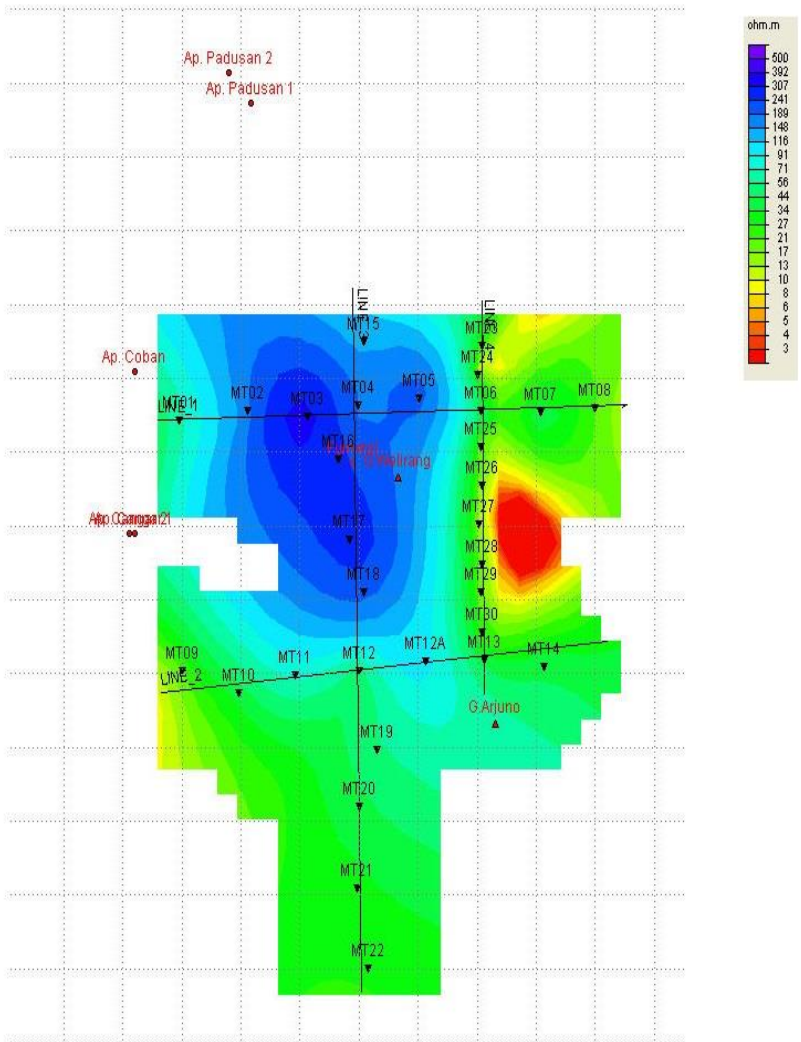 ohm.m
500
392
307
241
189
148
116
91
71
56
44
34
27
21
17
13
10
8
6
5
4
3
Ap. Padusan 2
Ap. Padusan 1
MT15
MT23
MT24
Ap. Coban
MT01
MT02
MT03
MT04
MT05
MT06
MT07
MT08
LINE_1
MT25
MT16
MT26
MT27
MT17
MT28
MT18
MT29
MT30
MT09
MT10
MT11
MT12
MT12A
MT13
MT14
LINE_2
G.Arjuno
MT19
MT20
MT21
MT22